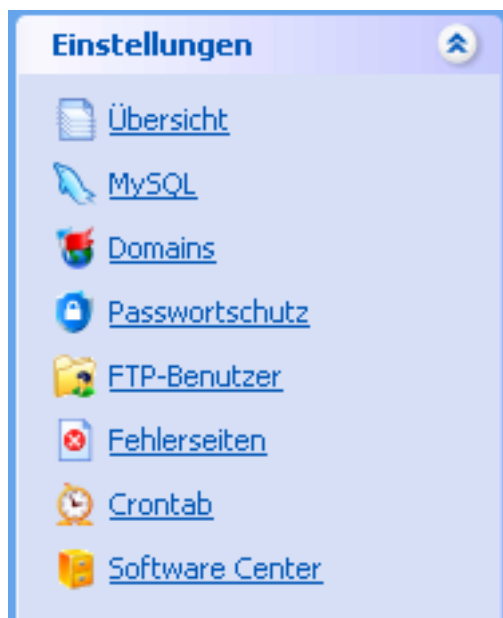 Einstellungen
Übersicht
MySQL
Domains
Passwortschutz
FTP-Benutzer
Fehlerseiten
Crontab
Software Center